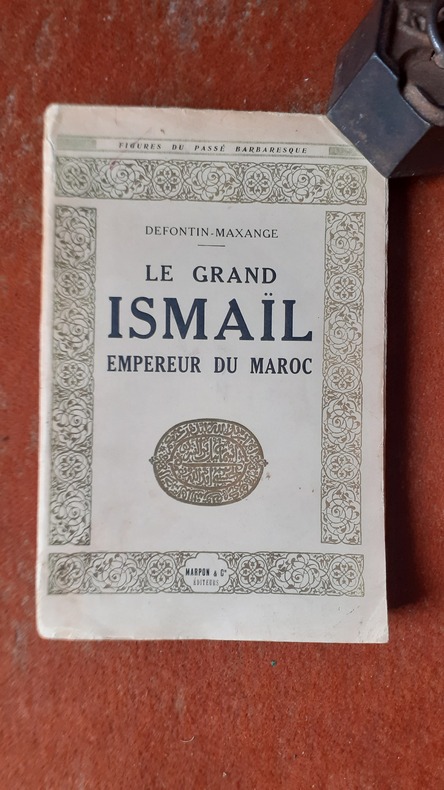 FIGURES DU PASSÉ BARBARESQUE
DEFONTIN-MAXANGE
LE GRAND
ISMAÏL
EMPEREUR DU MAROC
MARPON & Cie
ÉDITEURS